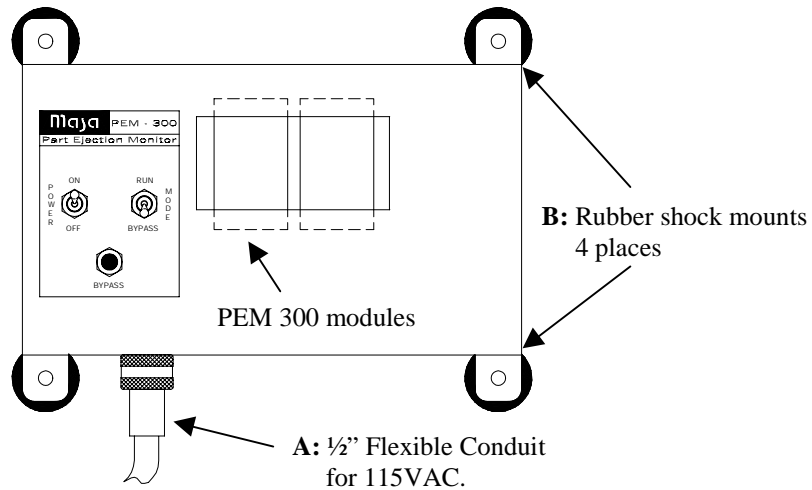 Maja PEM - 300
Part Ejection Monitor
ON
RUN
POWER
MODE
OFF
BYPASS
BYPASS
PEM 300 modules
B: Rubber shock mounts
4 places
A: ½” Flexible Conduit
for 115VAC.